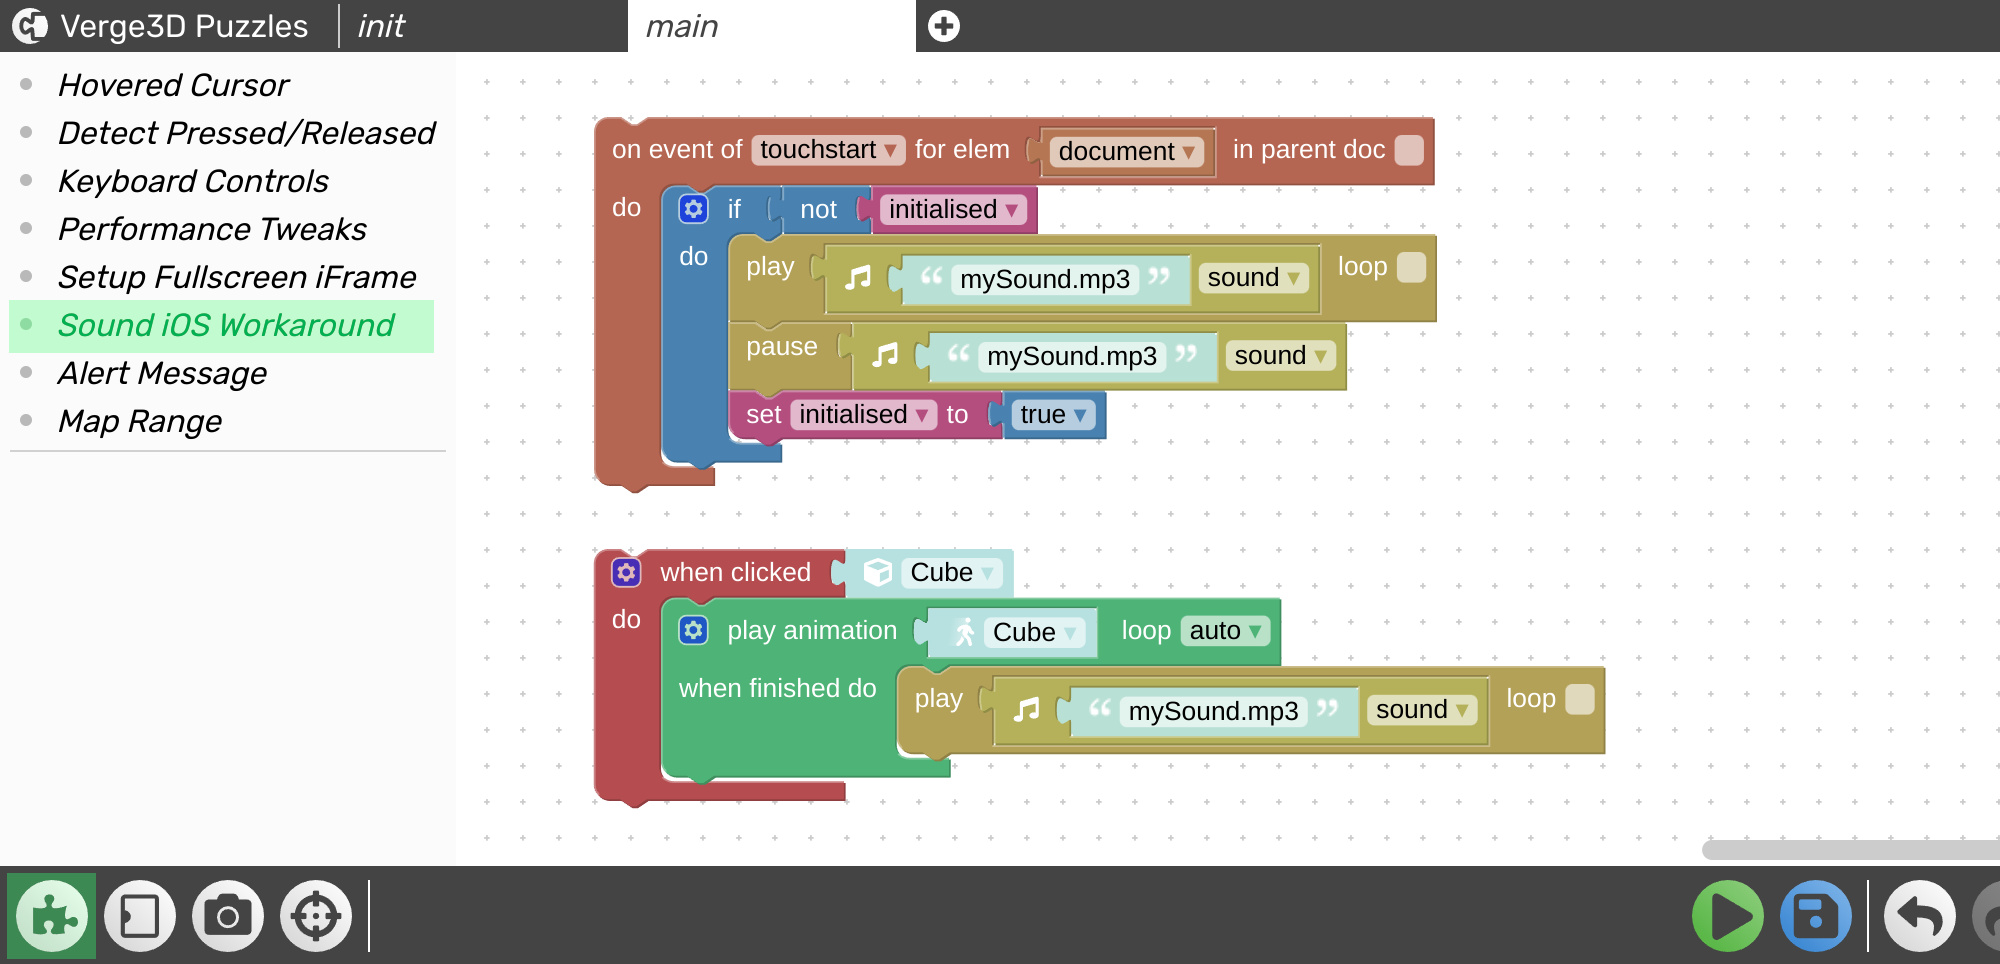 Verge3D Puzzles
init
main
Hovered Cursor
Detect Pressed/Released
Keyboard Controls
Performance Tweaks
Setup Fullscreen iFrame
Sound iOS Workaround
Alert Message
Map Range
on event of touchstart ▾ for elem document ▾ in parent doc
do if not initialised ▾
do play “ mySound.mp3 ” sound ▾ loop
pause “ mySound.mp3 ” sound ▾
set initialised ▾ to true ▾
when clicked Cube ▾
do play animation Cube ▾ loop auto ▾
when finished do play “ mySound.mp3 ” sound ▾ loop